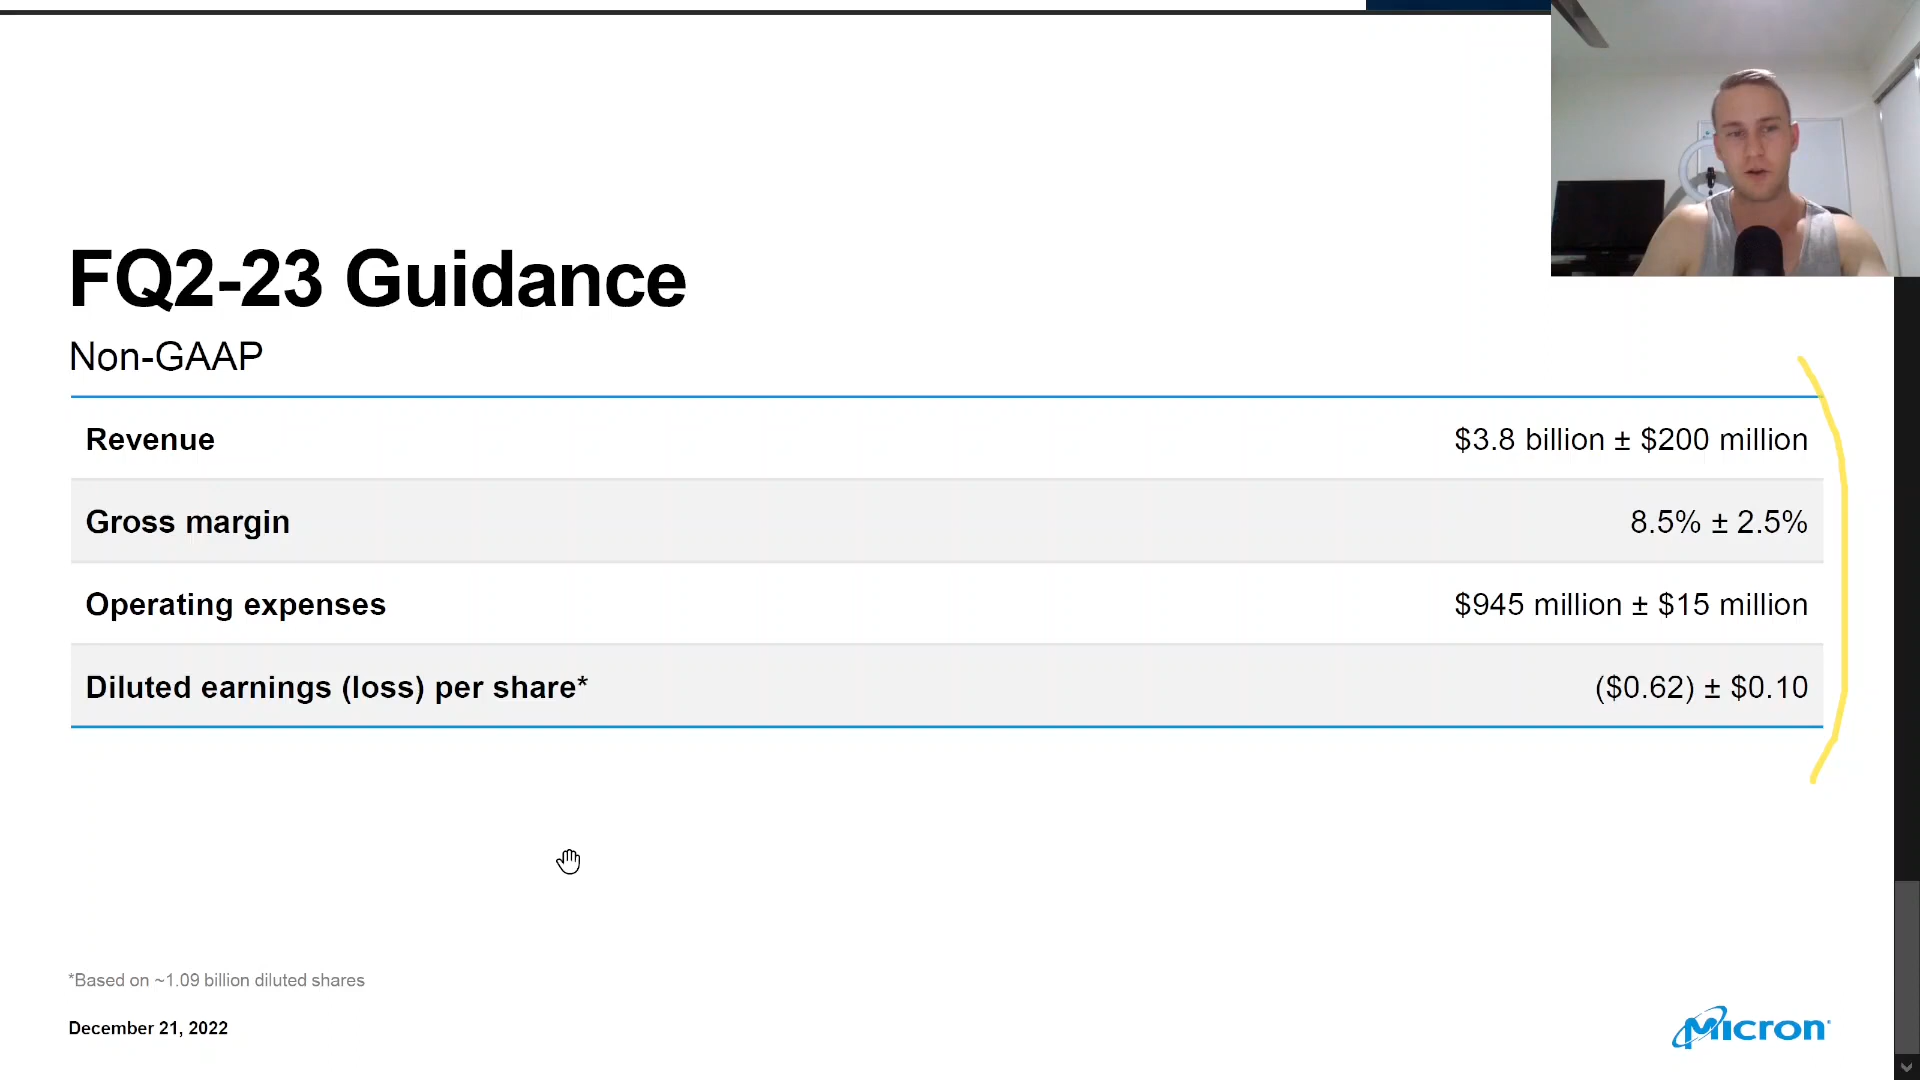 FQ2-23 Guidance
Non-GAAP
Revenue $3.8 billion ± $200 million
Gross margin 8.5% ± 2.5%
Operating expenses $945 million ± $15 million
Diluted earnings (loss) per share* ($0.62) ± $0.10
*Based on ~1.09 billion diluted shares
December 21, 2022
Micron